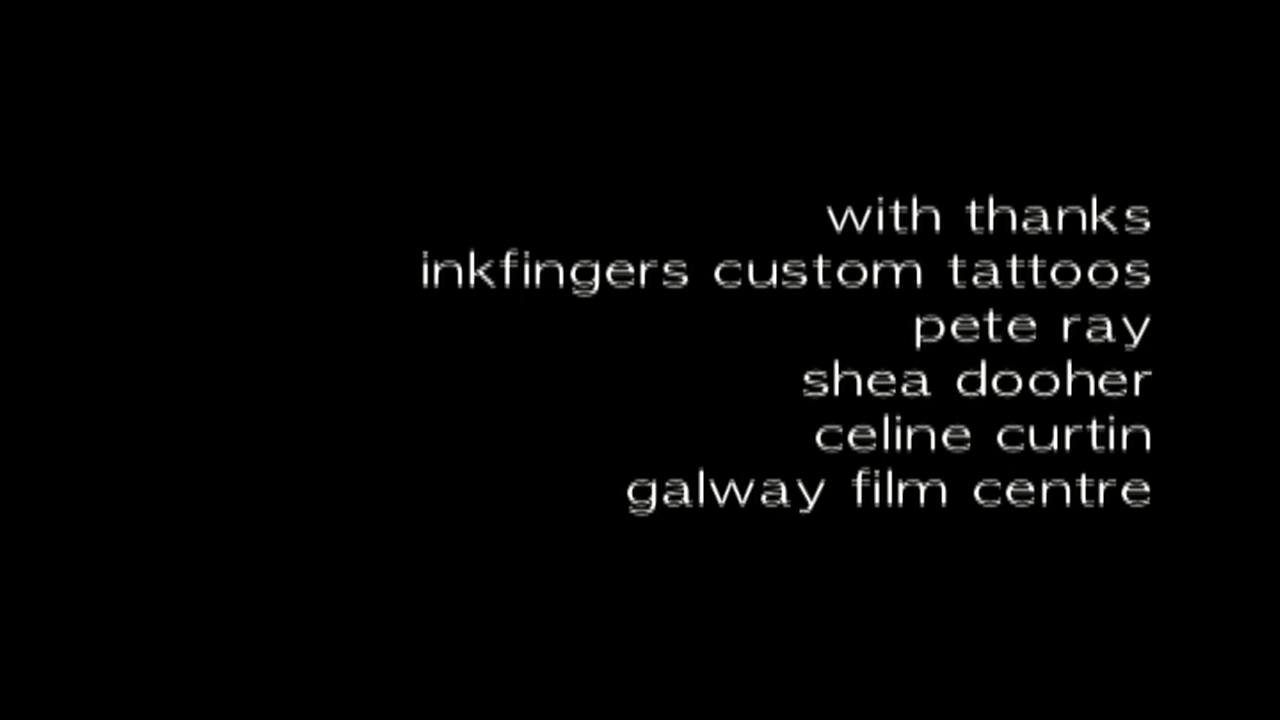 with thanks
inkfingers custom tattoos
pete ray
shea dooher
celine curtin
galway film centre